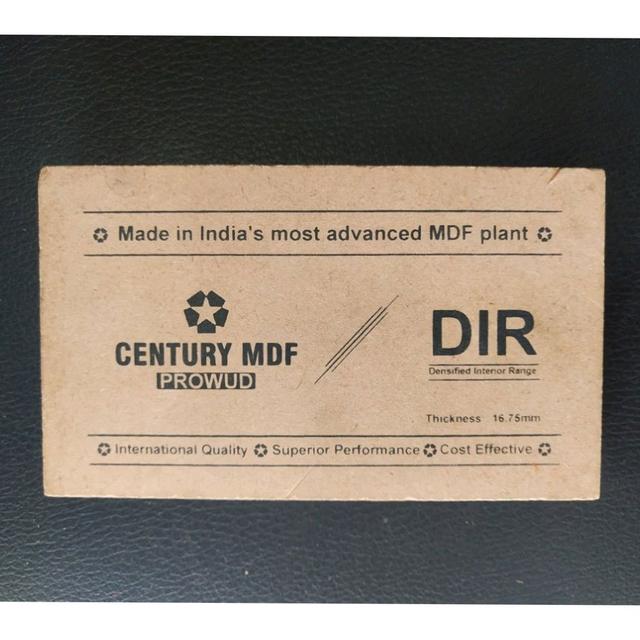 Made in India's most advanced MDF plant
CENTURY MDF
PROWUD
DIR
Densified Interior Range
Thickness 16.75mm
International Quality Superior Performance Cost Effective